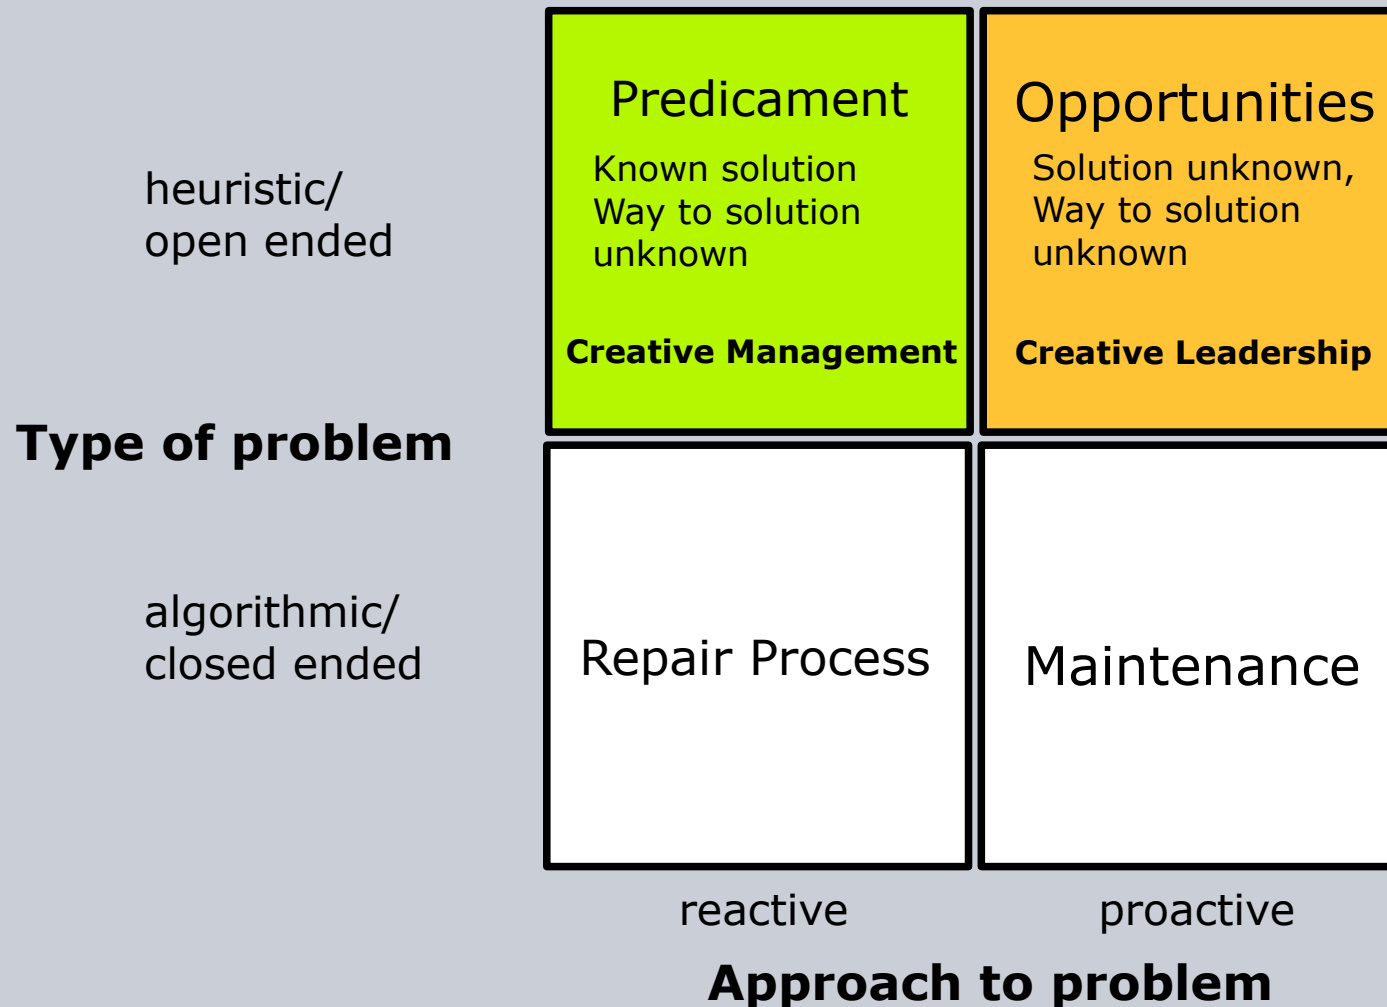 Predicament
Known solution
Way to solution
unknown
Creative Management
Opportunities
Solution unknown,
Way to solution
unknown
Creative Leadership
heuristic/
open ended
Type of problem
algorithmic/
closed ended
Repair Process
Maintenance
reactive
proactive
Approach to problem